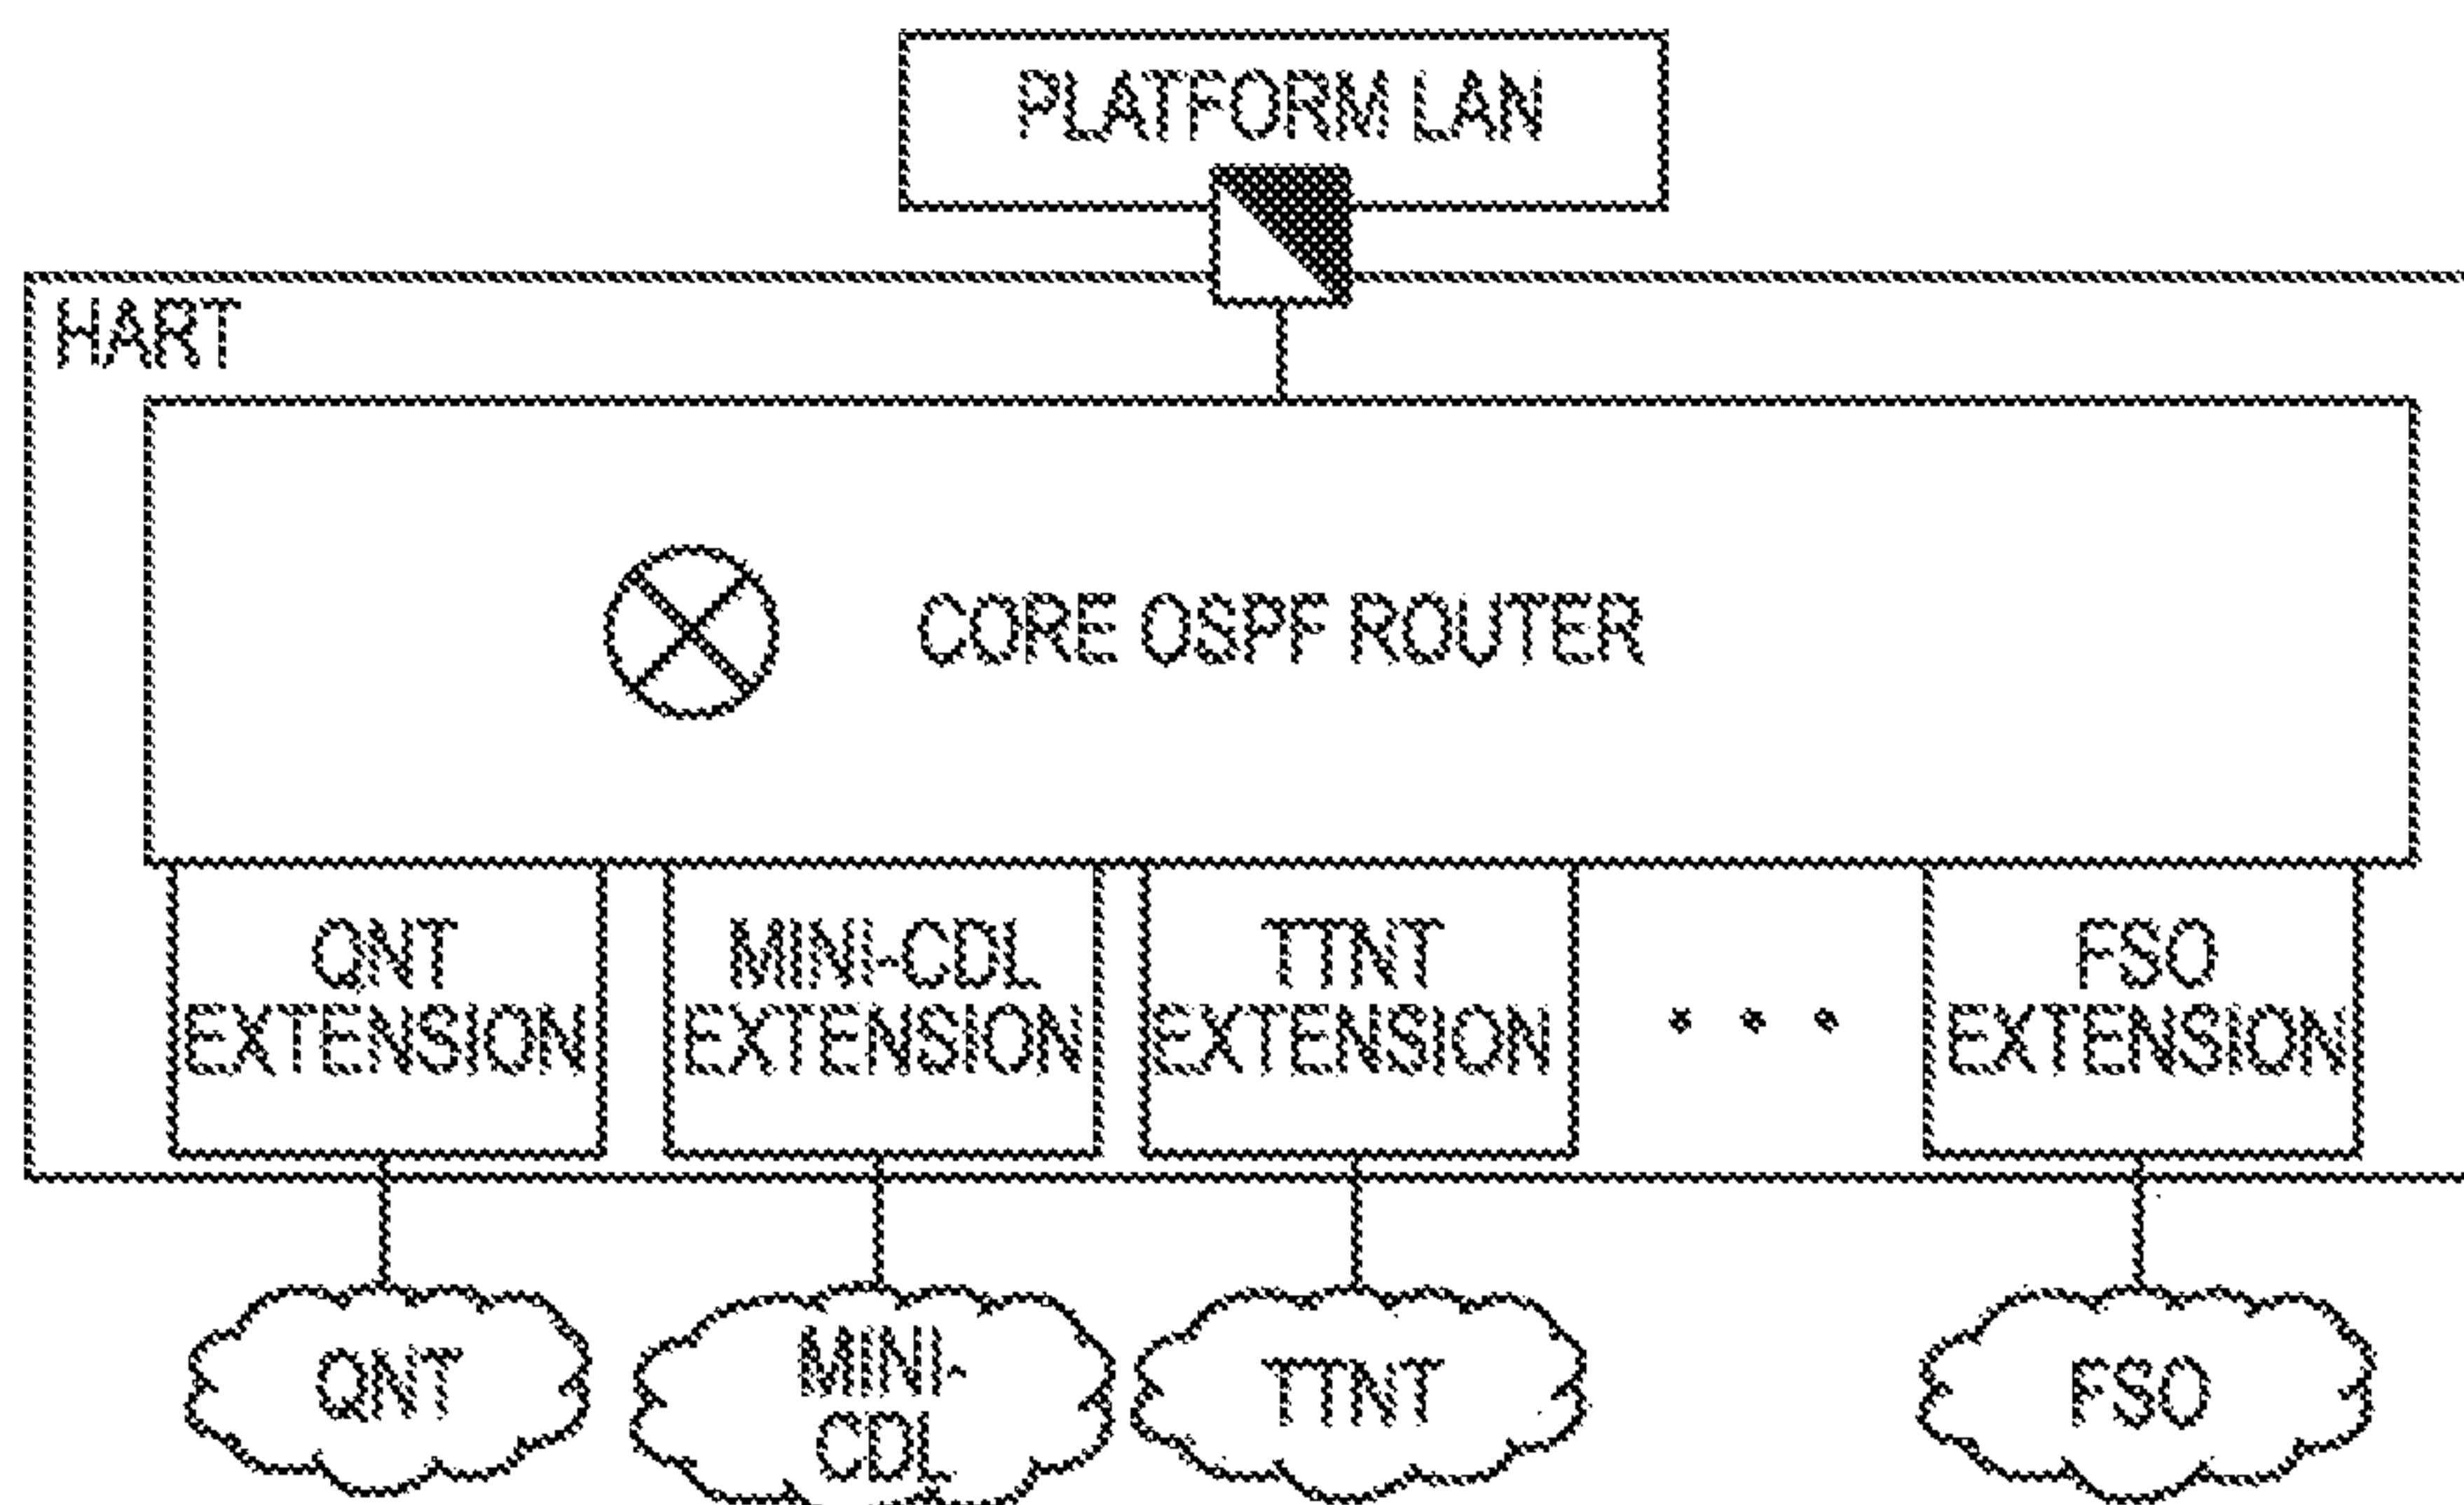 PLATFORM LAN
HART
CORE OSPF ROUTER
QNT
EXTENSION
MINI-CDL
EXTENSION
TTNT
EXTENSION
FSO
EXTENSION
QNT
MINI-
CDL
TTNT
FSO